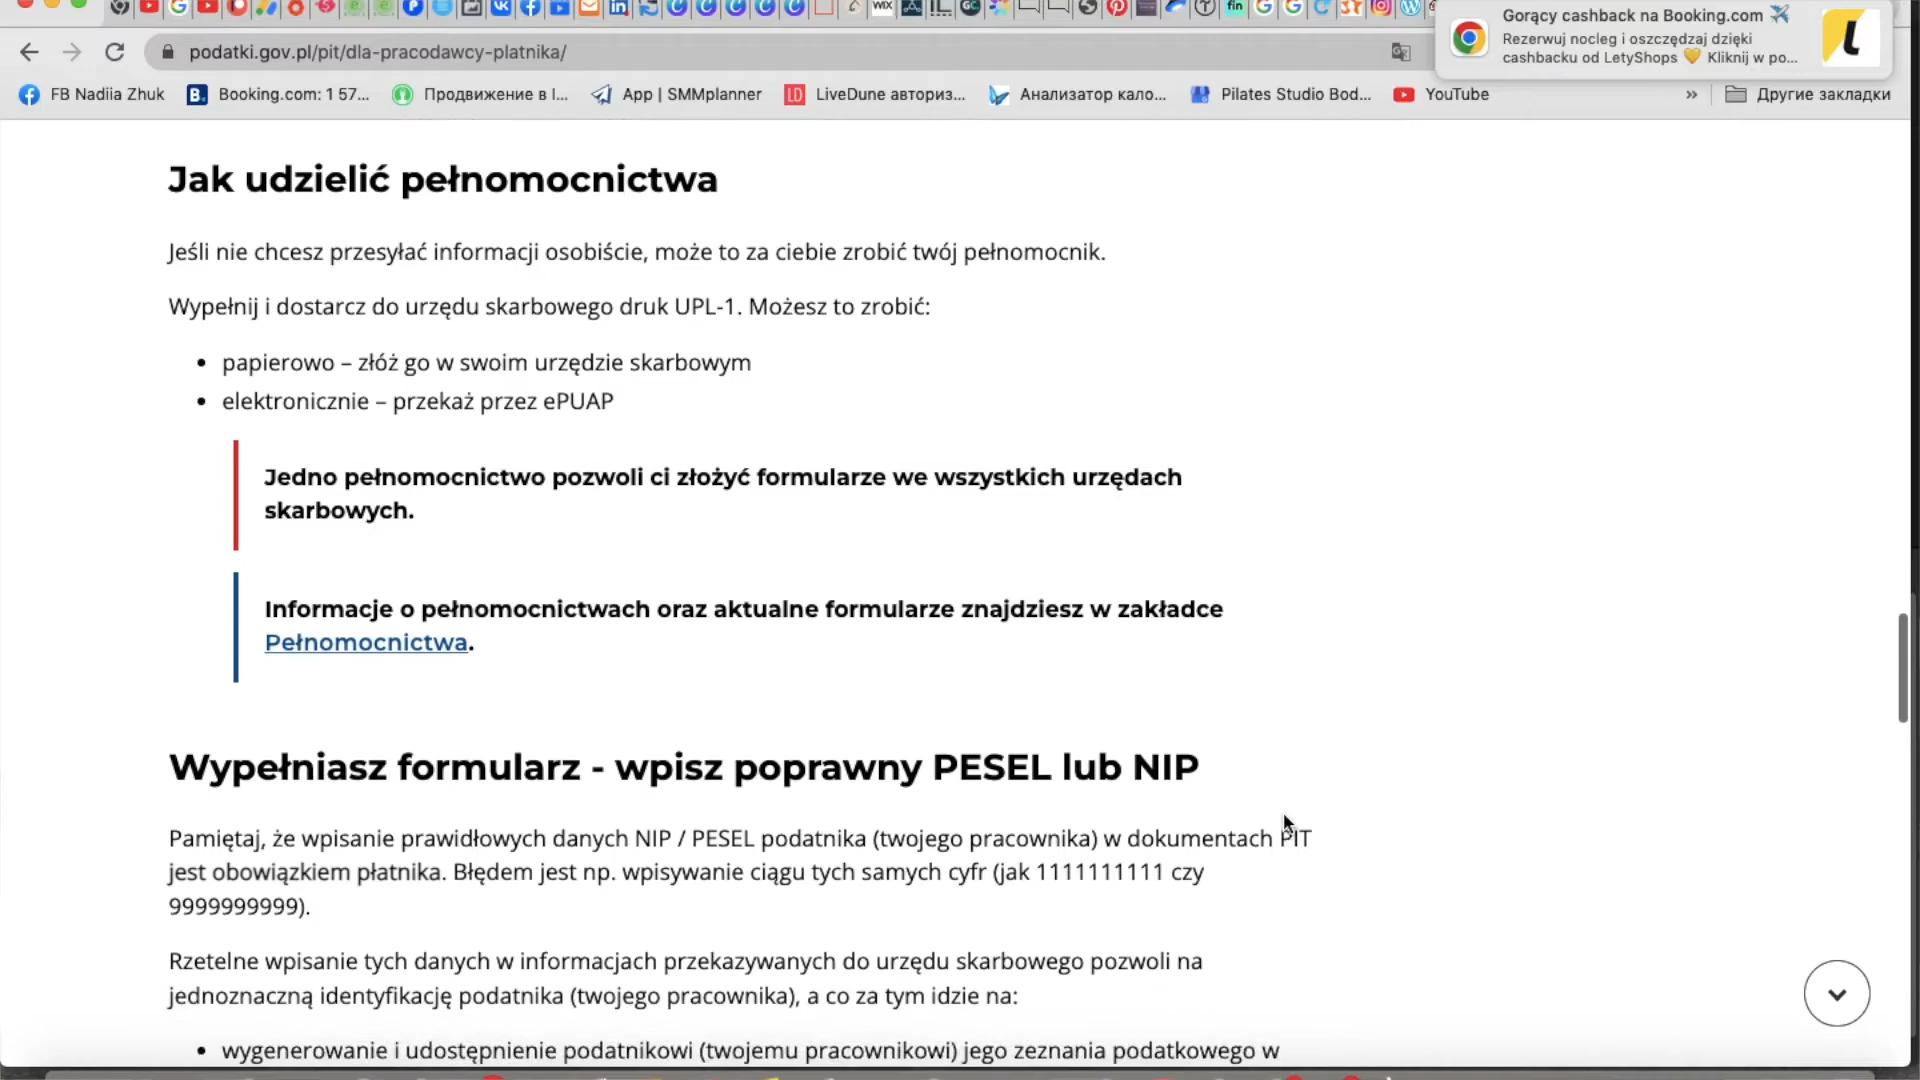 Gorący cashback na Booking.com ✈️
Rezerwuj nocleg i oszczędzaj dzięki
cashbacku od LetyShops 💛 Kliknij w po...
podatki.gov.pl/pit/dla-pracodawcy-platnika/
FB Nadiia Zhuk
Booking.com: 1 57...
Продвижение в I...
App | SMMplanner
LiveDune авториз...
Анализатор кало...
Pilates Studio Bod...
YouTube
»
Другие закладки
Jak udzielić pełnomocnictwa
Jeśli nie chcesz przesyłać informacji osobiście, może to za ciebie zrobić twój pełnomocnik.
Wypełnij i dostarcz do urzędu skarbowego druk UPL-1. Możesz to zrobić:
• papierowo – złóż go w swoim urzędzie skarbowym
• elektronicznie – przekaż przez ePUAP
Jedno pełnomocnictwo pozwoli ci złożyć formularze we wszystkich urzędach
skarbowych.
Informacje o pełnomocnictwach oraz aktualne formularze znajdziesz w zakładce
Pełnomocnictwa.
Wypełniasz formularz - wpisz poprawny PESEL lub NIP
Pamiętaj, że wpisanie prawidłowych danych NIP / PESEL podatnika (twojego pracownika) w dokumentach PIT
jest obowiązkiem płatnika. Błędem jest np. wpisywanie ciągu tych samych cyfr (jak 1111111111 czy
9999999999).
Rzetelne wpisanie tych danych w informacjach przekazywanych do urzędu skarbowego pozwoli na
jednoznaczną identyfikację podatnika (twojego pracownika), a co za tym idzie na:
• wygenerowanie i udostępnienie podatnikowi (twojemu pracownikowi) jego zeznania podatkowego w